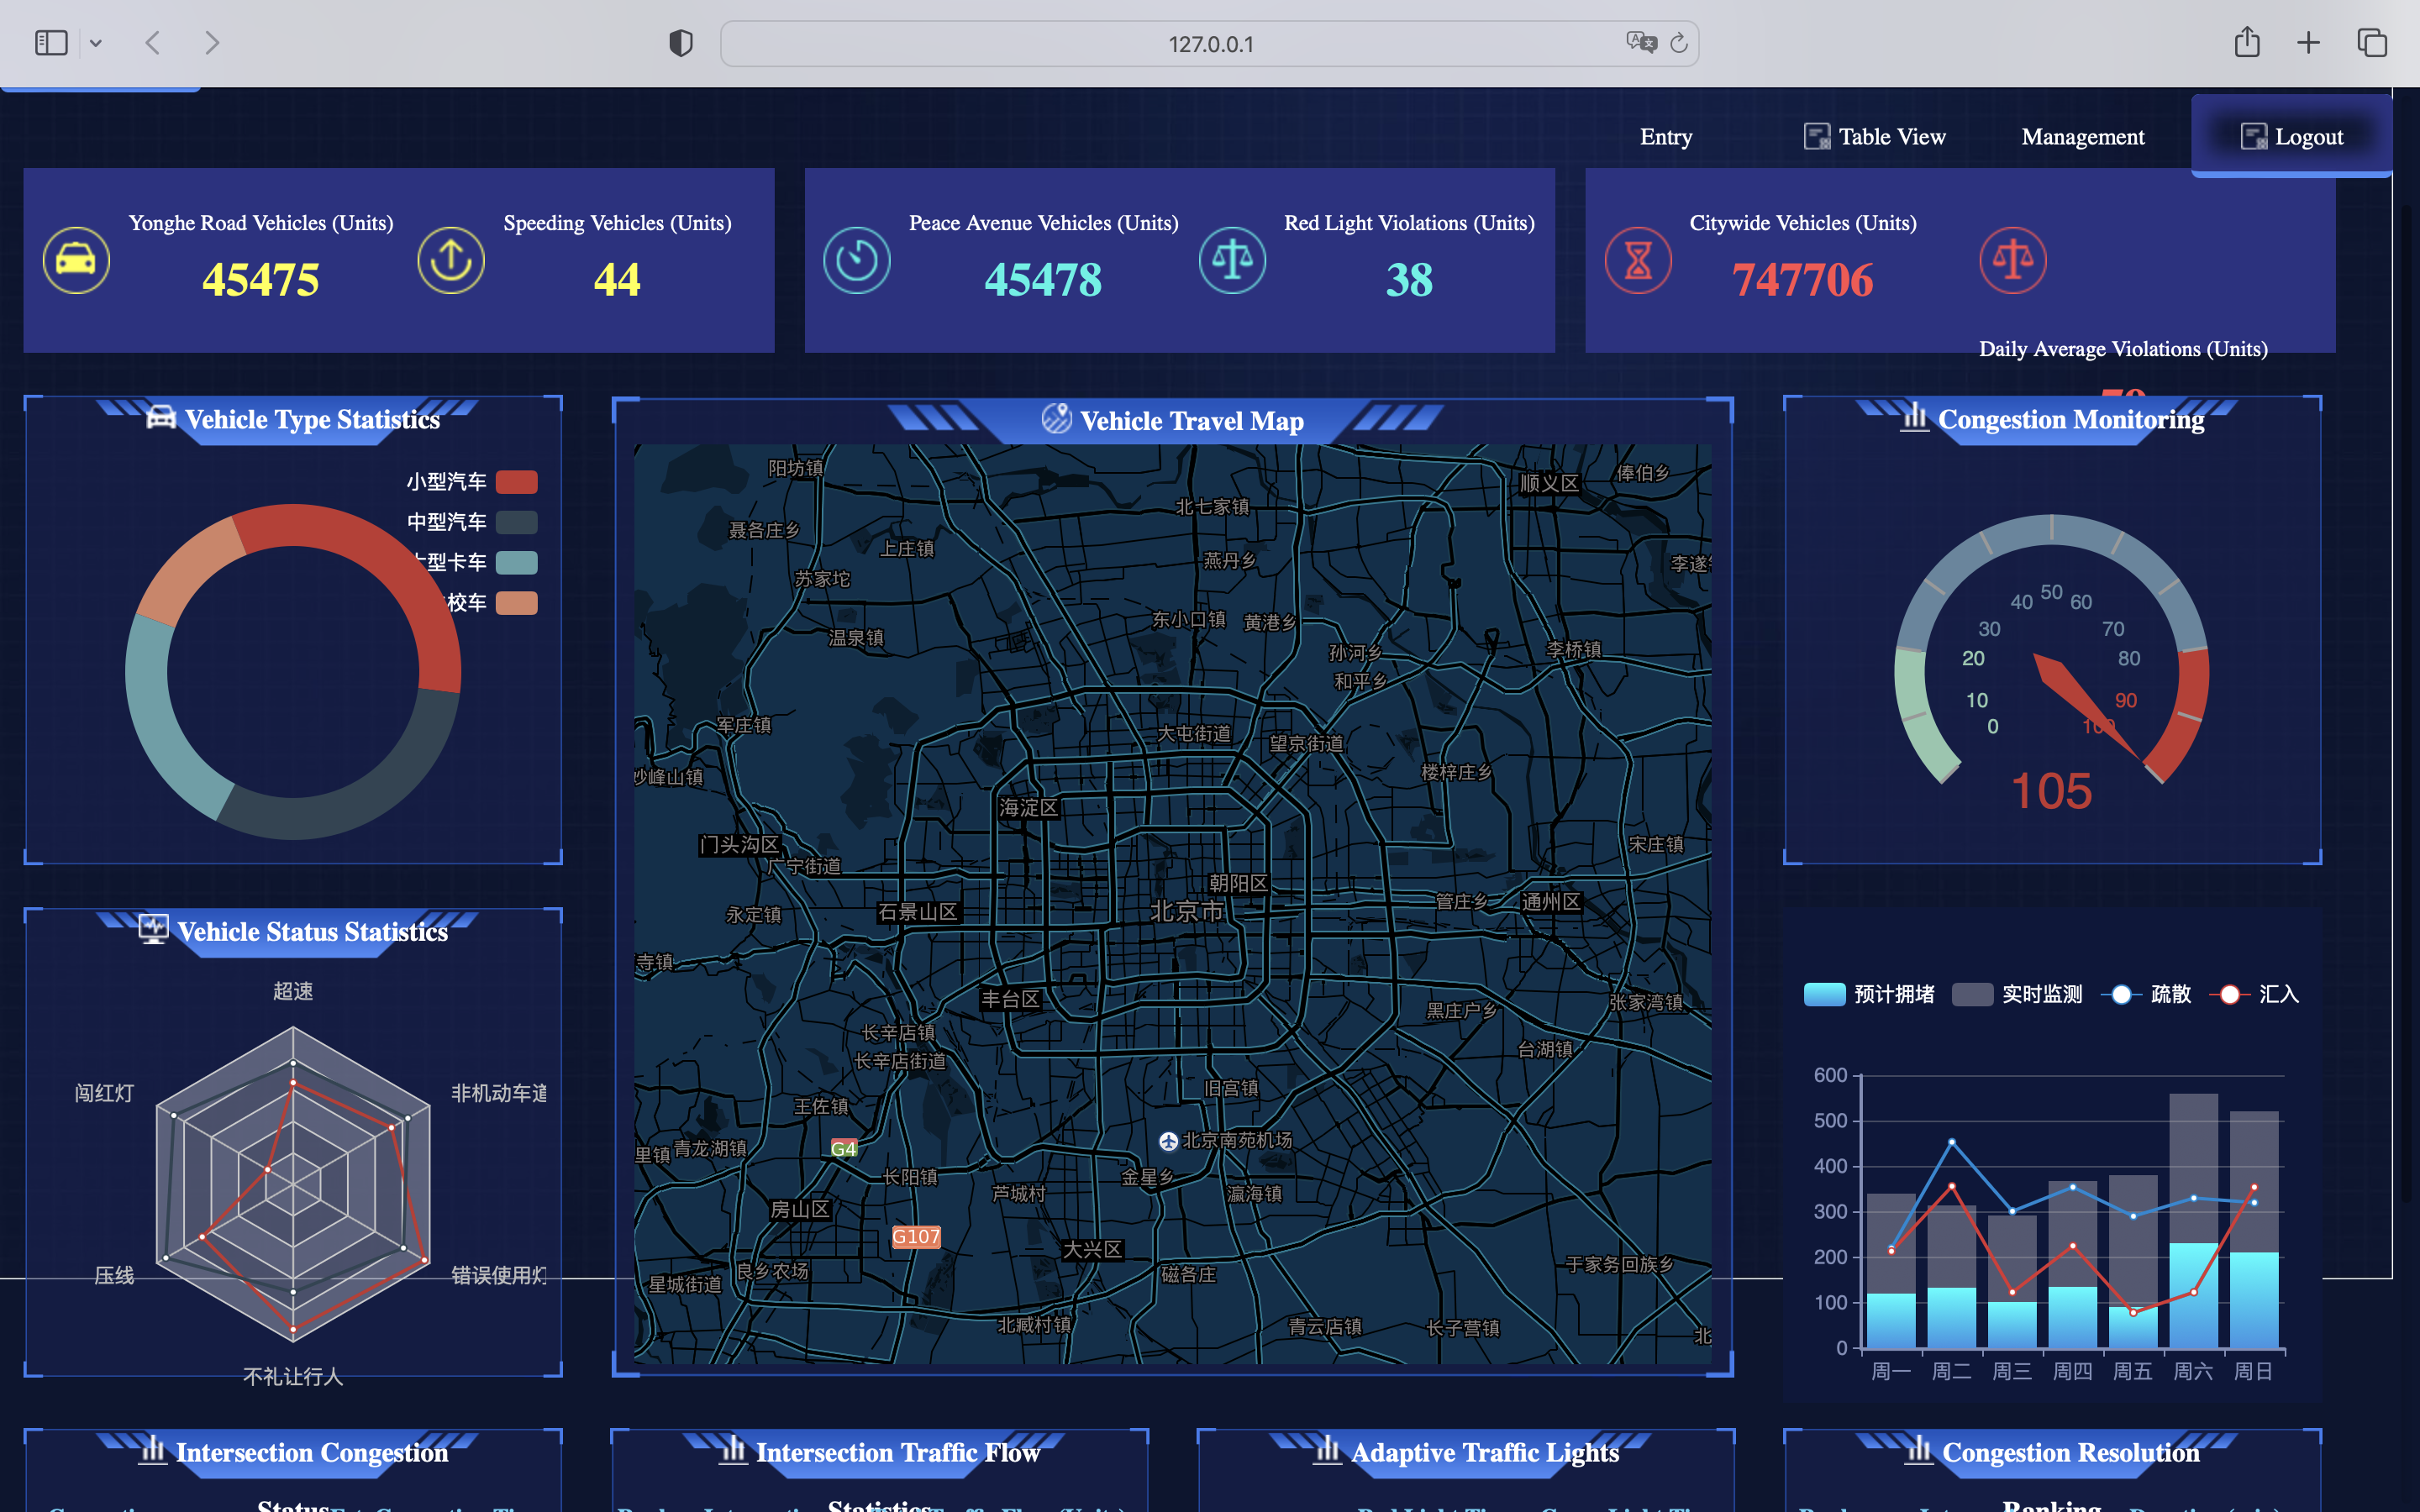 127.0.0.1
Entry
Table View
Management
Logout
Yonghe Road Vehicles (Units)
45475
Speeding Vehicles (Units)
44
Peace Avenue Vehicles (Units)
45478
Red Light Violations (Units)
38
Citywide Vehicles (Units)
747706
Daily Average Violations (Units)
Vehicle Type Statistics
小型汽车
中型汽车
型卡车
校车
Vehicle Status Statistics
超速
闯红灯
非机动车道
压线
错误使用灯
不礼让行人
Vehicle Travel Map
阳坊镇
顺义区
俸伯乡
北七家镇
聂各庄乡
上庄镇
燕丹乡
李遂
苏家坨
东小口镇
黄港乡
温泉镇
孙河乡
李桥镇
和平乡
军庄镇
大屯街道
望京街道
妙峰山镇
楼梓庄乡
海淀区
门头沟区
广宁街道
宋庄镇
朝阳区
永定镇
石景山区
北京市
管庄乡
通州区
寺镇
丰台区
黑庄户乡
张家湾镇
长辛店镇
长辛店街道
台湖镇
旧宫镇
王佐镇
里镇
青龙湖镇
G4
北京南苑机场
长阳镇
芦城村
金星乡
瀛海镇
房山区
G107
大兴区
于家务回族乡
星城街道
良乡农场
磁各庄
北臧村镇
青云店镇
长子营镇
北
Congestion Monitoring
0
10
20
30
40
50
60
70
80
90
100
105
预计拥堵
实时监测
疏散
汇入
600
500
400
300
200
100
0
周一
周二
周三
周四
周五
周六
周日
Intersection Congestion
Status
Intersection Traffic Flow
Statistics
Adaptive Traffic Lights
Congestion Resolution
Ranking